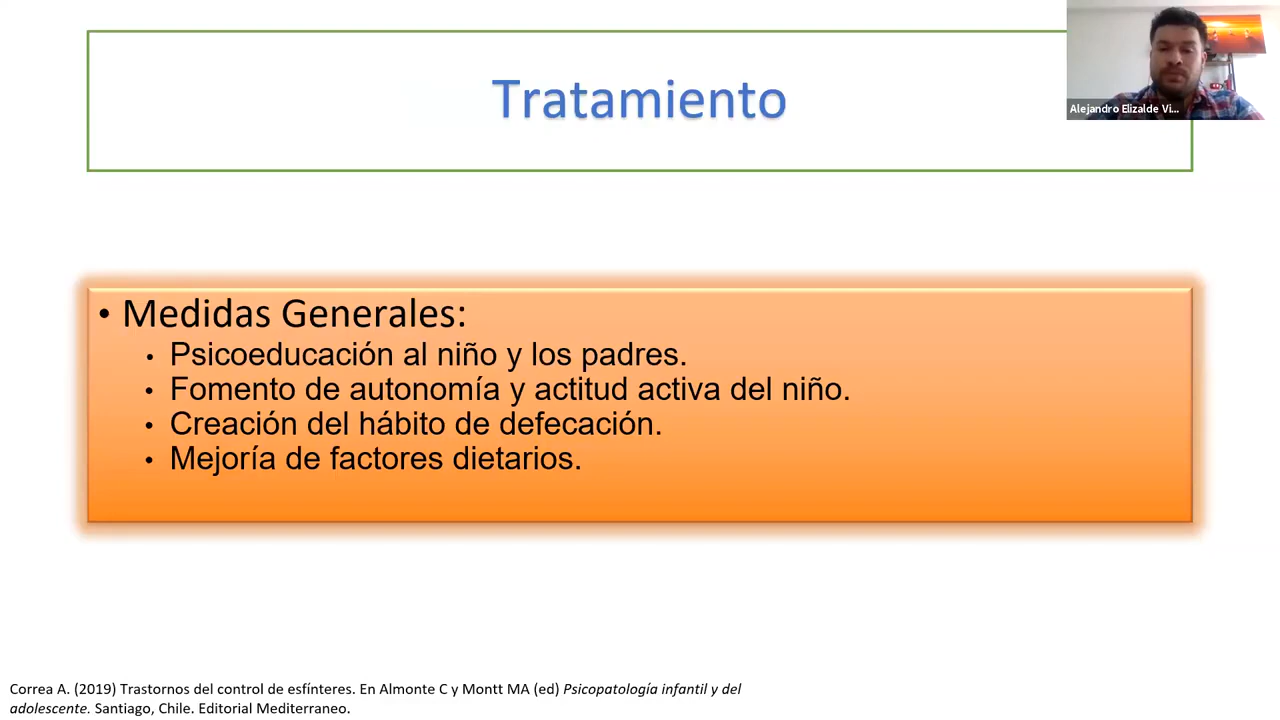 Tratamiento
Alejandro Elizalde Vi...
• Medidas Generales:
• Psicoeducación al niño y los padres.
• Fomento de autonomía y actitud activa del niño.
• Creación del hábito de defecación.
• Mejoría de factores dietarios.
Correa A. (2019) Trastornos del control de esfínteres. En Almonte C y Montt MA (ed) Psicopatología infantil y del
adolescente. Santiago, Chile. Editorial Mediterraneo.